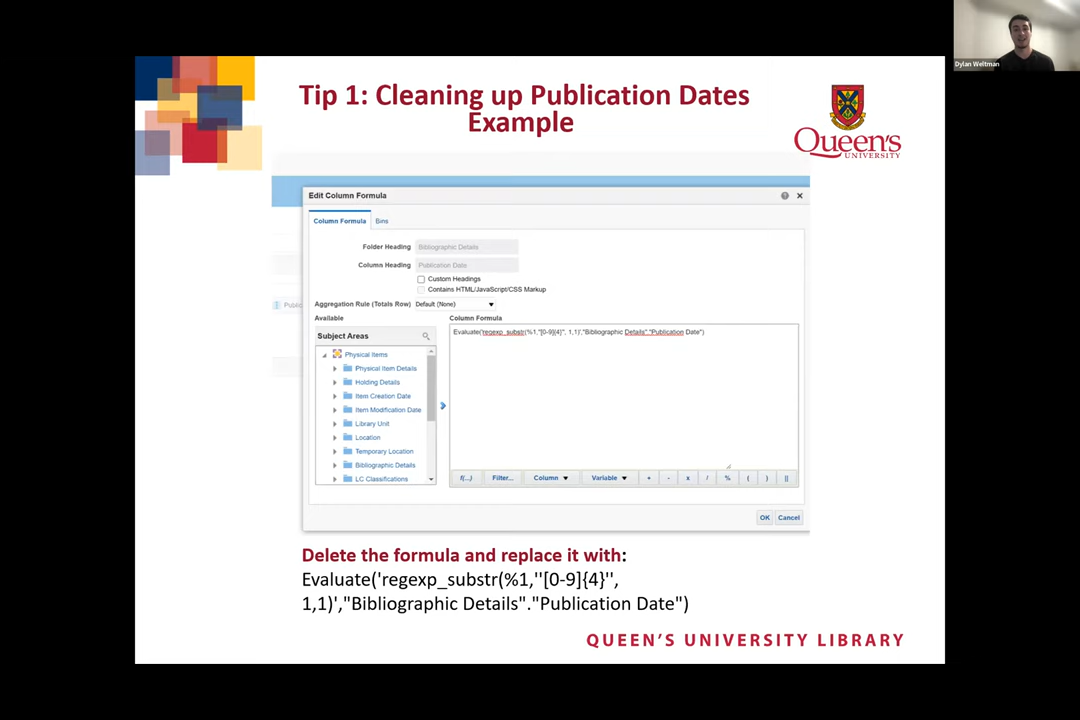 Dylan Weltman
Tip 1: Cleaning up Publication Dates
Example
Queen's
UNIVERSITY
Edit Column Formula
Column Formula
Bins
Folder Heading
Bibliographic Details
Column Heading
Publication Date
Custom Headings
Contains HTML/JavaScript/CSS Markup
Aggregation Rule (Totals Row)
Default (None)
Available
Column Formula
Subject Areas
Evaluate('regexp_substr(%1,''[0-9]{4}'', 1,1)',"Bibliographic Details"."Publication Date")
Public
Physical Items
Physical Item Details
Holding Details
Item Creation Date
Item Modification Date
Library Unit
Location
Temporary Location
Bibliographic Details
LC Classifications
f(...)
Filter...
Column
Variable
+ - x / % ( ) ||
OK
Cancel
Delete the formula and replace it with:
Evaluate('regexp_substr(%1,''[0-9]{4}'',
1,1)',"Bibliographic Details"."Publication Date")
QUEEN'S UNIVERSITY LIBRARY